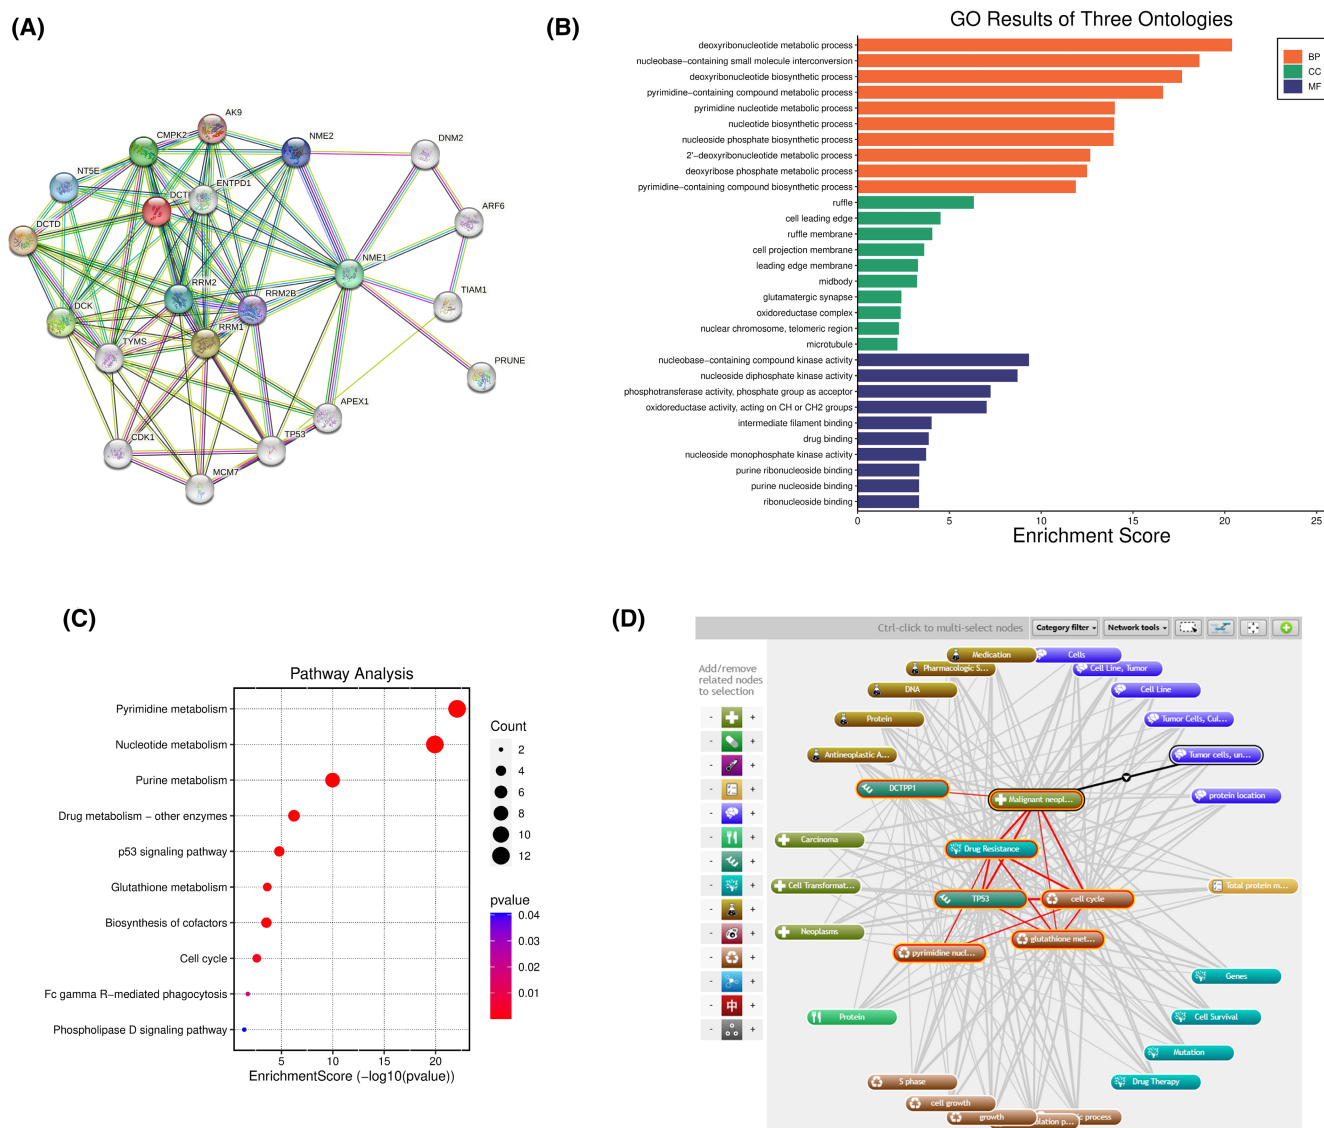 (A)
AK9
CMPK2
NME2
DNM2
NT5E
ENTPD1
ARF6
DCTD
NME1
RRM2
RRM2B
TIAM1
DCK
TYMS
RRM1
PRUNE
APEX1
CDK1
TP53
MCM7
(B)
GO Results of Three Ontologies
deoxyribonucleotide metabolic process
nucleobase−containing small molecule interconversion
deoxyribonucleotide biosynthetic process
pyrimidine−containing compound metabolic process
pyrimidine nucleotide metabolic process
nucleotide biosynthetic process
nucleoside phosphate biosynthetic process
2'−deoxyribonucleotide metabolic process
deoxyribose phosphate metabolic process
pyrimidine−containing compound biosynthetic process
ruffle
cell leading edge
ruffle membrane
cell projection membrane
leading edge membrane
midbody
glutamatergic synapse
oxidoreductase complex
nuclear chromosome, telomeric region
microtubule
nucleobase−containing compound kinase activity
nucleoside diphosphate kinase activity
phosphotransferase activity, phosphate group as acceptor
oxidoreductase activity, acting on CH or CH2 groups
intermediate filament binding
drug binding
nucleoside monophosphate kinase activity
purine ribonucleoside binding
purine nucleoside binding
ribonucleoside binding
0 5 10 15 20 25
Enrichment Score
BP
CC
MF
(C)
Pathway Analysis
Pyrimidine metabolism
Nucleotide metabolism
Purine metabolism
Drug metabolism − other enzymes
p53 signaling pathway
Glutathione metabolism
Biosynthesis of cofactors
Cell cycle
Fc gamma R−mediated phagocytosis
Phospholipase D signaling pathway
5 10 15 20
EnrichmentScore (−log10(pvalue))
Count
2
4
6
8
10
12
pvalue
0.04
0.03
0.02
0.01
(D)
Ctrl-click to multi-select nodes
Category filter
Network tools
Add/remove
related nodes
to selection
Medication
Cells
Pharmacologic S...
Cell Line, Tumor
DNA
Cell Line
Protein
Tumor Cells, Cul...
Antineoplastic A...
Tumor cells, un...
DCTPP1
Malignant neopl...
protein location
Carcinoma
Drug Resistance
Cell Transformat...
TP53
cell cycle
Total protein m...
Neoplasms
glutathione met...
pyrimidine nucl...
Genes
Protein
Cell Survival
Mutation
S phase
Drug Therapy
cell growth
growth